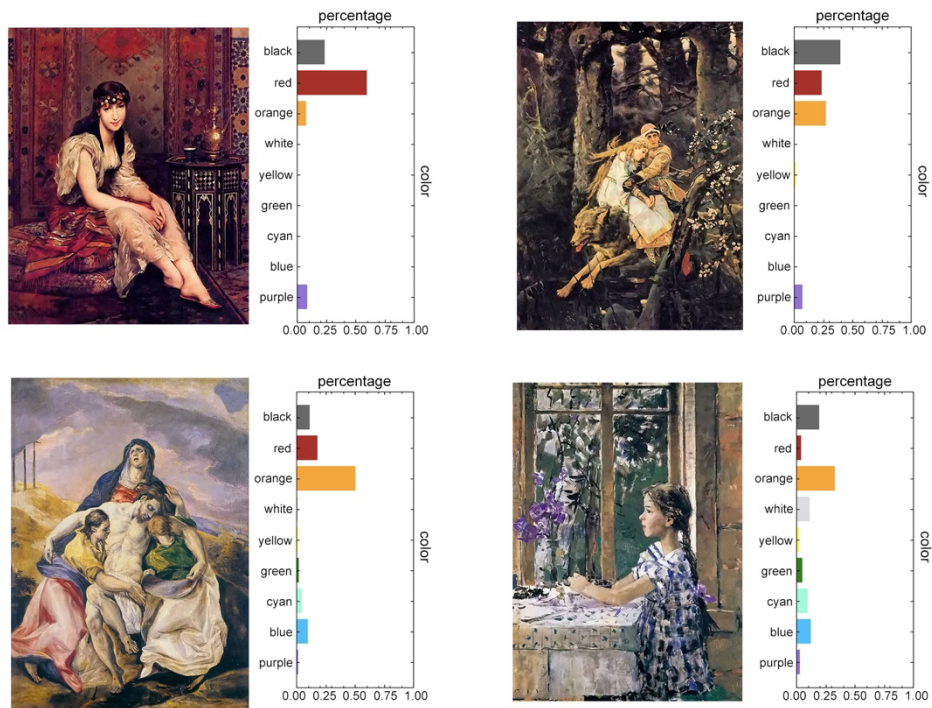 percentage
black
red
orange
white
yellow
green
cyan
blue
purple
color
0.00 0.25 0.50 0.75 1.00
percentage
black
red
orange
white
yellow
green
cyan
blue
purple
color
0.00 0.25 0.50 0.75 1.00
percentage
black
red
orange
white
yellow
green
cyan
blue
purple
color
0.00 0.25 0.50 0.75 1.00
percentage
black
red
orange
white
yellow
green
cyan
blue
purple
color
0.00 0.25 0.50 0.75 1.00